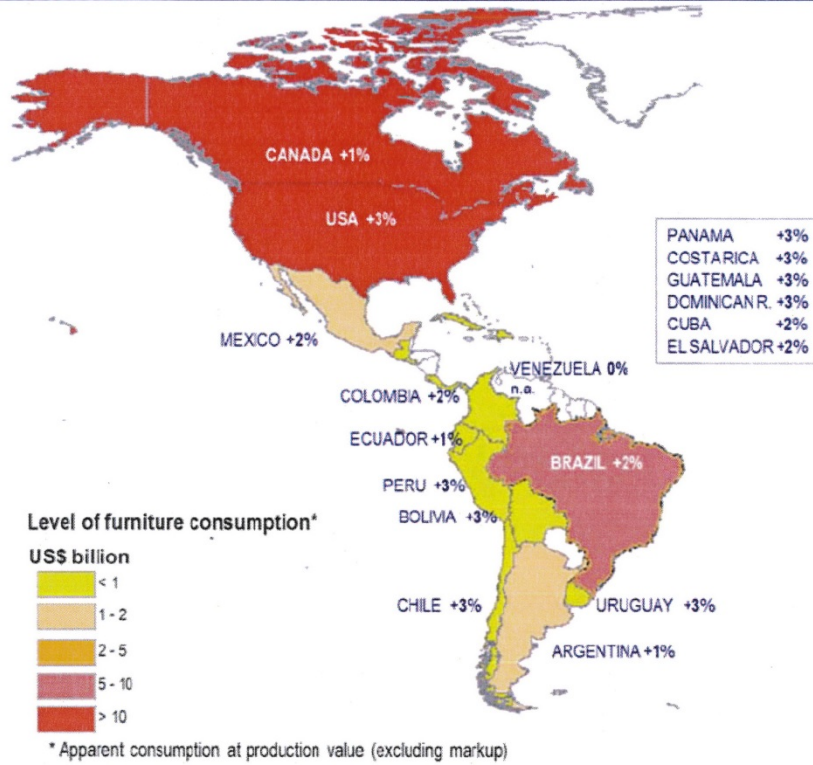 CANADA +1%
USA +3%
PANAMA +3%
COSTARICA +3%
GUATEMALA +3%
DOMINICAN R. +3%
CUBA +2%
EL SALVADOR +2%
MEXICO +2%
VENEZUELA 0%
n.a.
COLOMBIA +2%
ECUADOR +1%
BRAZIL +2%
PERU +3%
BOLIVIA +3%
CHILE +3%
URUGUAY +3%
ARGENTINA +1%
Level of furniture consumption*
US$ billion
< 1
1 - 2
2 - 5
5 - 10
> 10
* Apparent consumption at production value (excluding markup)